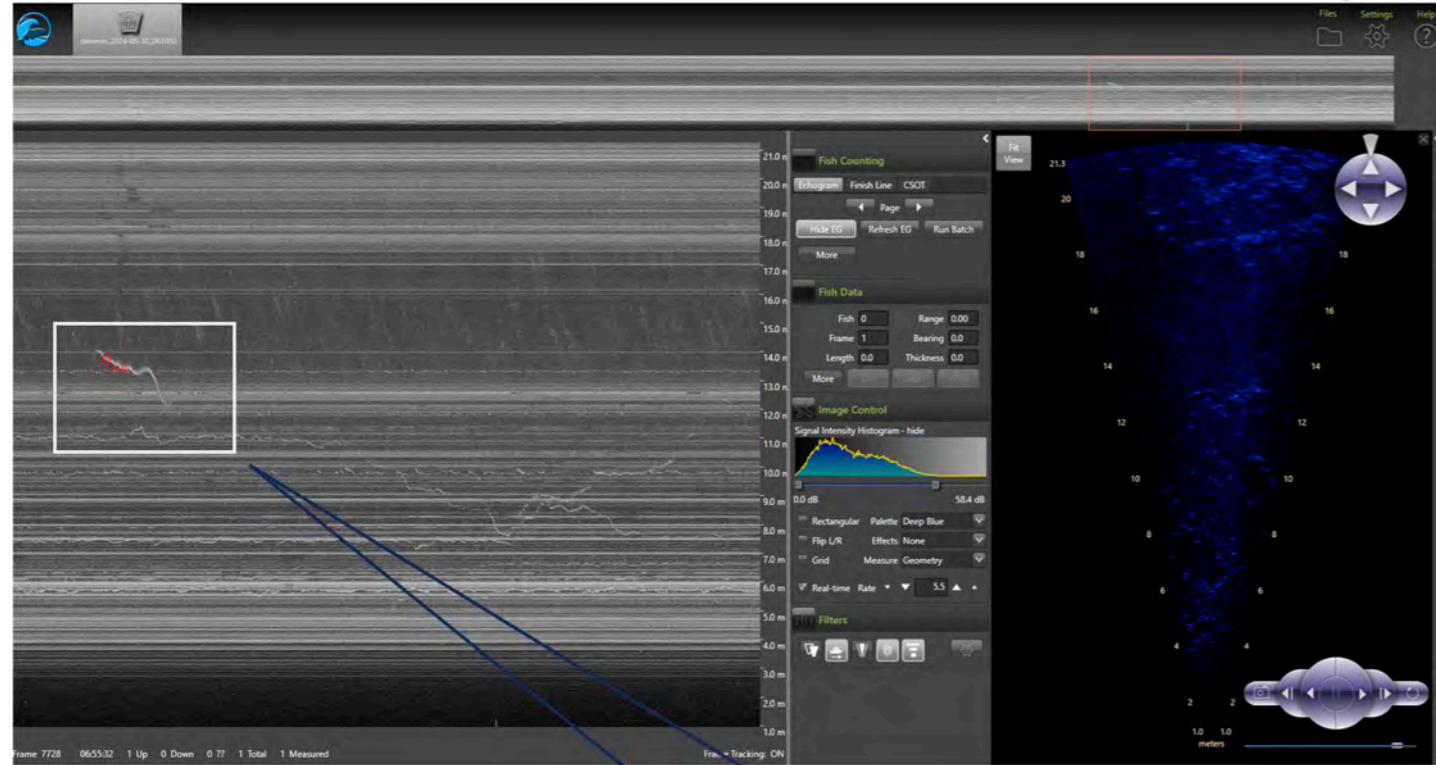 Files Settings Help
21.0 m
20.0 m
19.0 m
18.0 m
17.0 m
16.0 m
15.0 m
14.0 m
13.0 m
12.0 m
11.0 m
10.0 m
9.0 m
8.0 m
7.0 m
6.0 m
5.0 m
4.0 m
3.0 m
2.0 m
1.0 m
Frame 7728 06:55:32 1 Up 0 Down 0 ?? 1 Total 1 Measured
Tracking: ON
Fish Counting
Echogram Finish Line CSOT
Page
Hide EG Refresh EG Run Batch
More
Fish Data
Fish 0 Range 0.00
Frame 1 Bearing 0.0
Length 0.0 Thickness 0.0
More
Image Control
Signal Intensity Histogram - hide
0.0 dB 58.4 dB
Rectangular Palette Deep Blue
Flip L/R Effects None
Grid Measure Geometry
Real-time Rate 5.5
Filters
Fit
View
21.3
20
18 18
16 16
14 14
12 12
10 10
8 8
6 6
4 4
2 2
1.0 1.0
meters